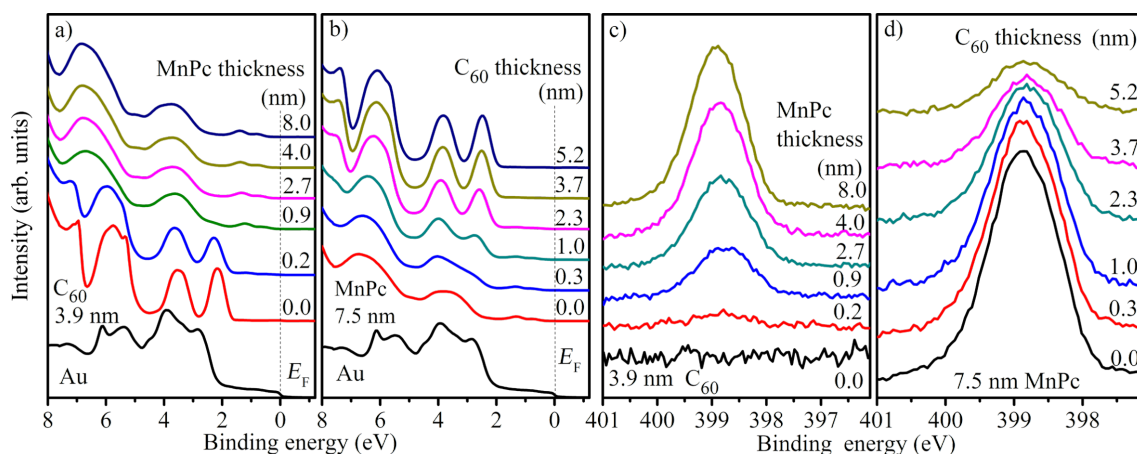 Intensity (arb. units)
a)
MnPc thickness
(nm)
8.0
4.0
2.7
0.9
0.2
0.0
C60
3.9 nm
Au
EF
8 6 4 2 0
Binding energy (eV)
b)
C60 thickness
(nm)
5.2
3.7
2.3
1.0
0.3
0.0
MnPc
7.5 nm
Au
EF
8 6 4 2 0
Binding energy (eV)
c)
MnPc
thickness
(nm)
8.0
4.0
2.7
0.9
0.2
0.0
3.9 nm C60
401 400 399 398 397
Binding energy (eV)
d)
C60 thickness (nm)
5.2
3.7
2.3
1.0
0.3
0.0
7.5 nm MnPc
401 400 399 398
Binding energy (eV)